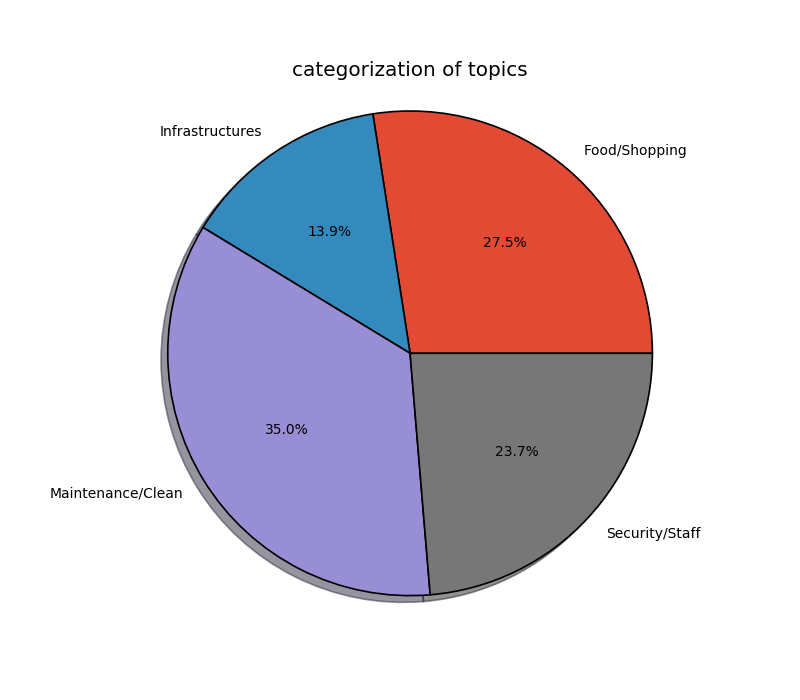 categorization of topics
Infrastructures
Food/Shopping
13.9%
27.5%
35.0%
23.7%
Maintenance/Clean
Security/Staff